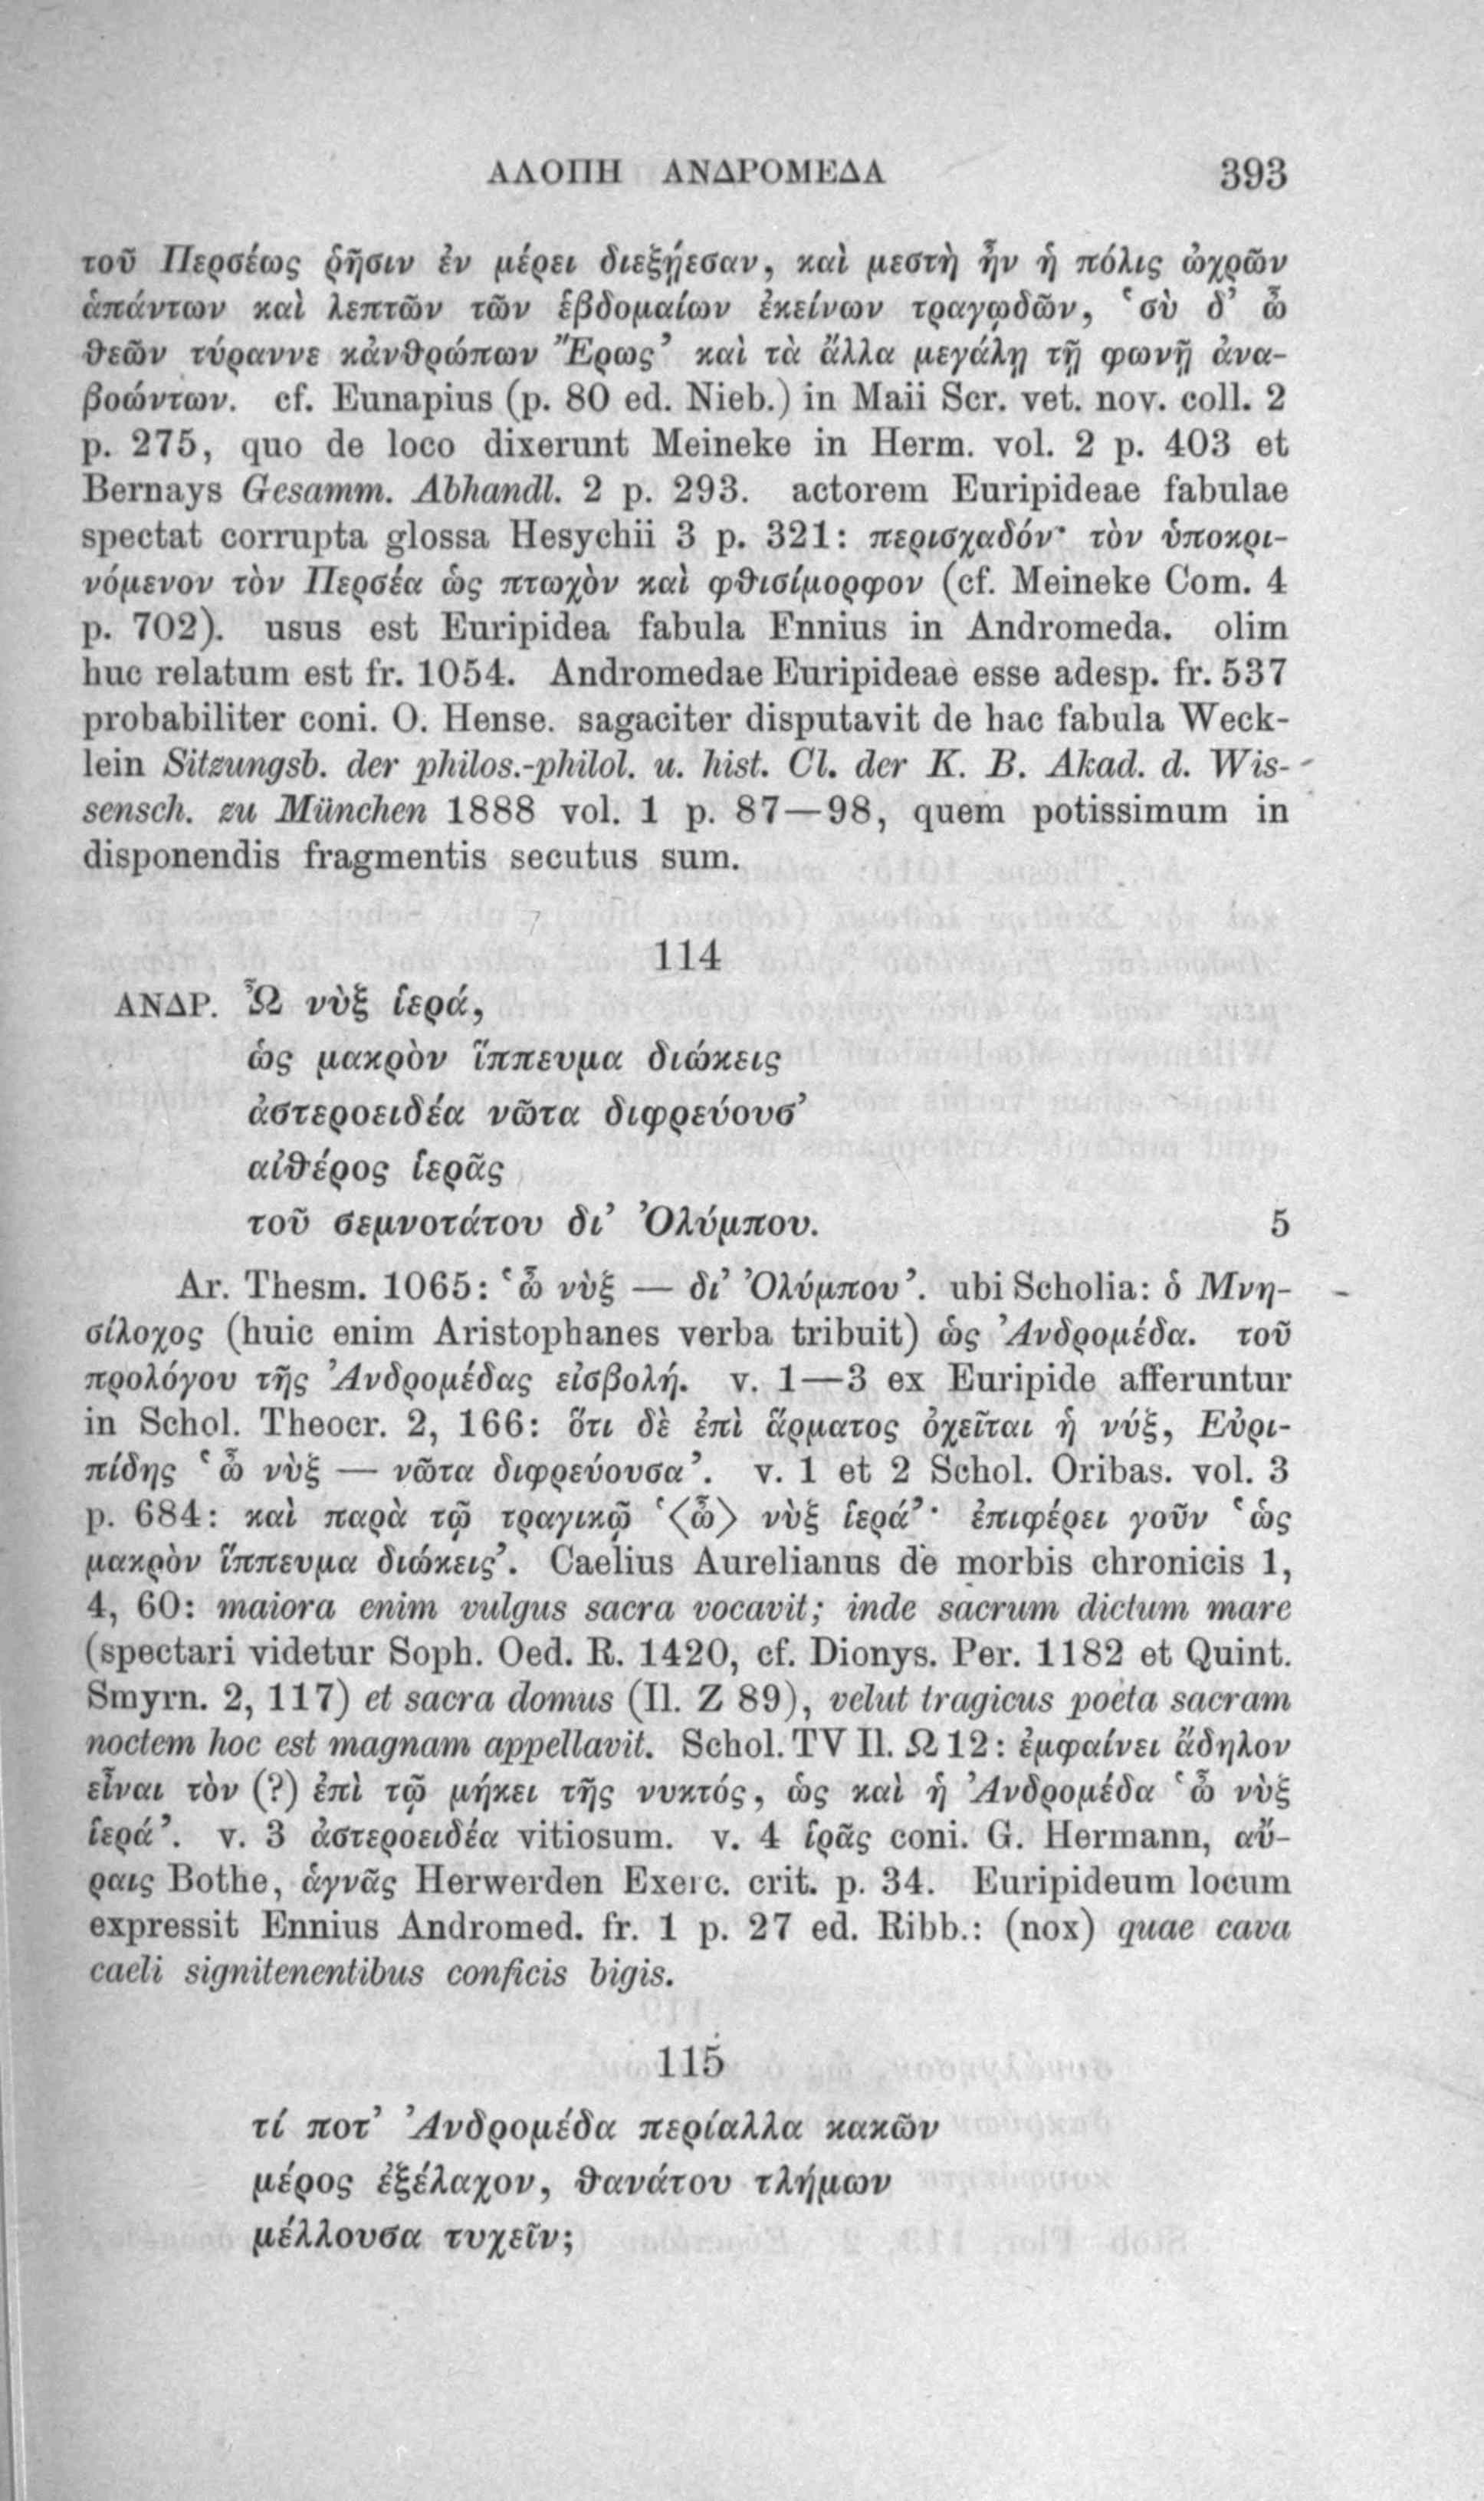 ΑΛΟΠΗ ΑΝΔΡΟΜΕΔΑ 393
τοῦ Περσέως ῥῆσιν ἐν μέρει διεξῄεσαν, καὶ μεστὴ ἦν ἡ πόλις ὠχρῶν
ἁπάντων καὶ λεπτῶν τῶν ἑβδομαίων ἐκείνων τραγῳδῶν, ‘σὺ δ’ ὦ
θεῶν τύραννε κἀνθρώπων Ἔρως’ καὶ τὰ ἄλλα μεγάλῃ τῇ φωνῇ ἀνα-
βοώντων. cf. Eunapius (p. 80 ed. Nieb.) in Maii Scr. vet. nov. coll. 2
p. 275, quo de loco dixerunt Meineke in Herm. vol. 2 p. 403 et
Bernays Gesamm. Abhandl. 2 p. 293. actorem Euripideae fabulae
spectat corrupta glossa Hesychii 3 p. 321: περισχαδόν· τὸν ὑποκρι-
νόμενον τὸν Περσέα ὡς πτωχὸν καὶ φθισίμορφον (cf. Meineke Com. 4
p. 702). usus est Euripidea fabula Ennius in Andromeda. olim
huc relatum est fr. 1054. Andromedae Euripideae esse adesp. fr. 537
probabiliter coni. O. Hense. sagaciter disputavit de hac fabula Weck-
lein Sitzungsb. der philos.-philol. u. hist. Cl. der K. B. Akad. d. Wis-
sensch. zu München 1888 vol. 1 p. 87—98, quem potissimum in
disponendis fragmentis secutus sum.
114
ΑΝΔΡ. Ὦ νὺξ ἱερά,
ὡς μακρὸν ἵππευμα διώκεις
ἀστεροειδέα νῶτα διφρεύουσ’
αἰθέρος ἱερᾶς
τοῦ σεμνοτάτου δι’ Ὀλύμπου. 5
Ar. Thesm. 1065: ‘ὦ νὺξ — δι’ Ὀλύμπου’. ubi Scholia: ὁ Μνη-
σίλοχος (huic enim Aristophanes verba tribuit) ὡς Ἀνδρομέδα. τοῦ
προλόγου τῆς Ἀνδρομέδας εἰσβολή. v. 1—3 ex Euripide afferuntur
in Schol. Theocr. 2, 166: ὅτι δὲ ἐπὶ ἅρματος ὀχεῖται ἡ νύξ, Εὐρι-
πίδης ‘ὦ νὺξ — νῶτα διφρεύουσα’. v. 1 et 2 Schol. Oribas. vol. 3
p. 684: καὶ παρὰ τῷ τραγικῷ ‘⟨ὦ⟩ νὺξ ἱερά’· ἐπιφέρει γοῦν ‘ὡς
μακρὸν ἵππευμα διώκεις’. Caelius Aurelianus de morbis chronicis 1,
4, 60: maiora enim vulgus sacra vocavit; inde sacrum dictum mare
(spectari videtur Soph. Oed. R. 1420, cf. Dionys. Per. 1182 et Quint.
Smyrn. 2, 117) et sacra domus (Il. Z 89), velut tragicus poeta sacram
noctem hoc est magnam appellavit. Schol. TV Il. Ω 12: ἐμφαίνει ἄδηλον
εἶναι τὸν (?) ἐπὶ τῷ μήκει τῆς νυκτός, ὡς καὶ ἡ Ἀνδρομέδα ‘ὦ νὺξ
ἱερά’. v. 3 ἀστεροειδέα vitiosum. v. 4 ἱρᾶς coni. G. Hermann, αὔ-
ραις Bothe, ἁγνᾶς Herwerden Exerc. crit. p. 34. Euripideum locum
expressit Ennius Andromed. fr. 1 p. 27 ed. Ribb.: (nox) quae cava
caeli signitenentibus conficis bigis.
115
τί ποτ’ Ἀνδρομέδα περίαλλα κακῶν
μέρος ἐξέλαχον, θανάτου τλήμων
μέλλουσα τυχεῖν;